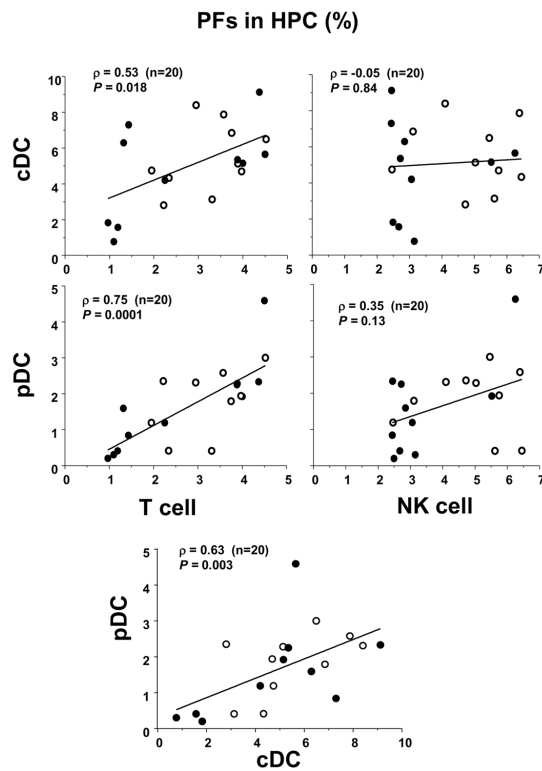 PFs in HPC (%)
ρ = 0.53 (n=20)
P = 0.018
cDC
10
8
6
4
2
0
0 1 2 3 4 5
ρ = -0.05 (n=20)
P = 0.84
0 1 2 3 4 5 6 7
ρ = 0.75 (n=20)
P = 0.0001
pDC
5
4
3
2
1
0
0 1 2 3 4 5
T cell
ρ = 0.35 (n=20)
P = 0.13
0 1 2 3 4 5 6 7
NK cell
ρ = 0.63 (n=20)
P = 0.003
pDC
5
4
3
2
1
0
0 2 4 6 8 10
cDC